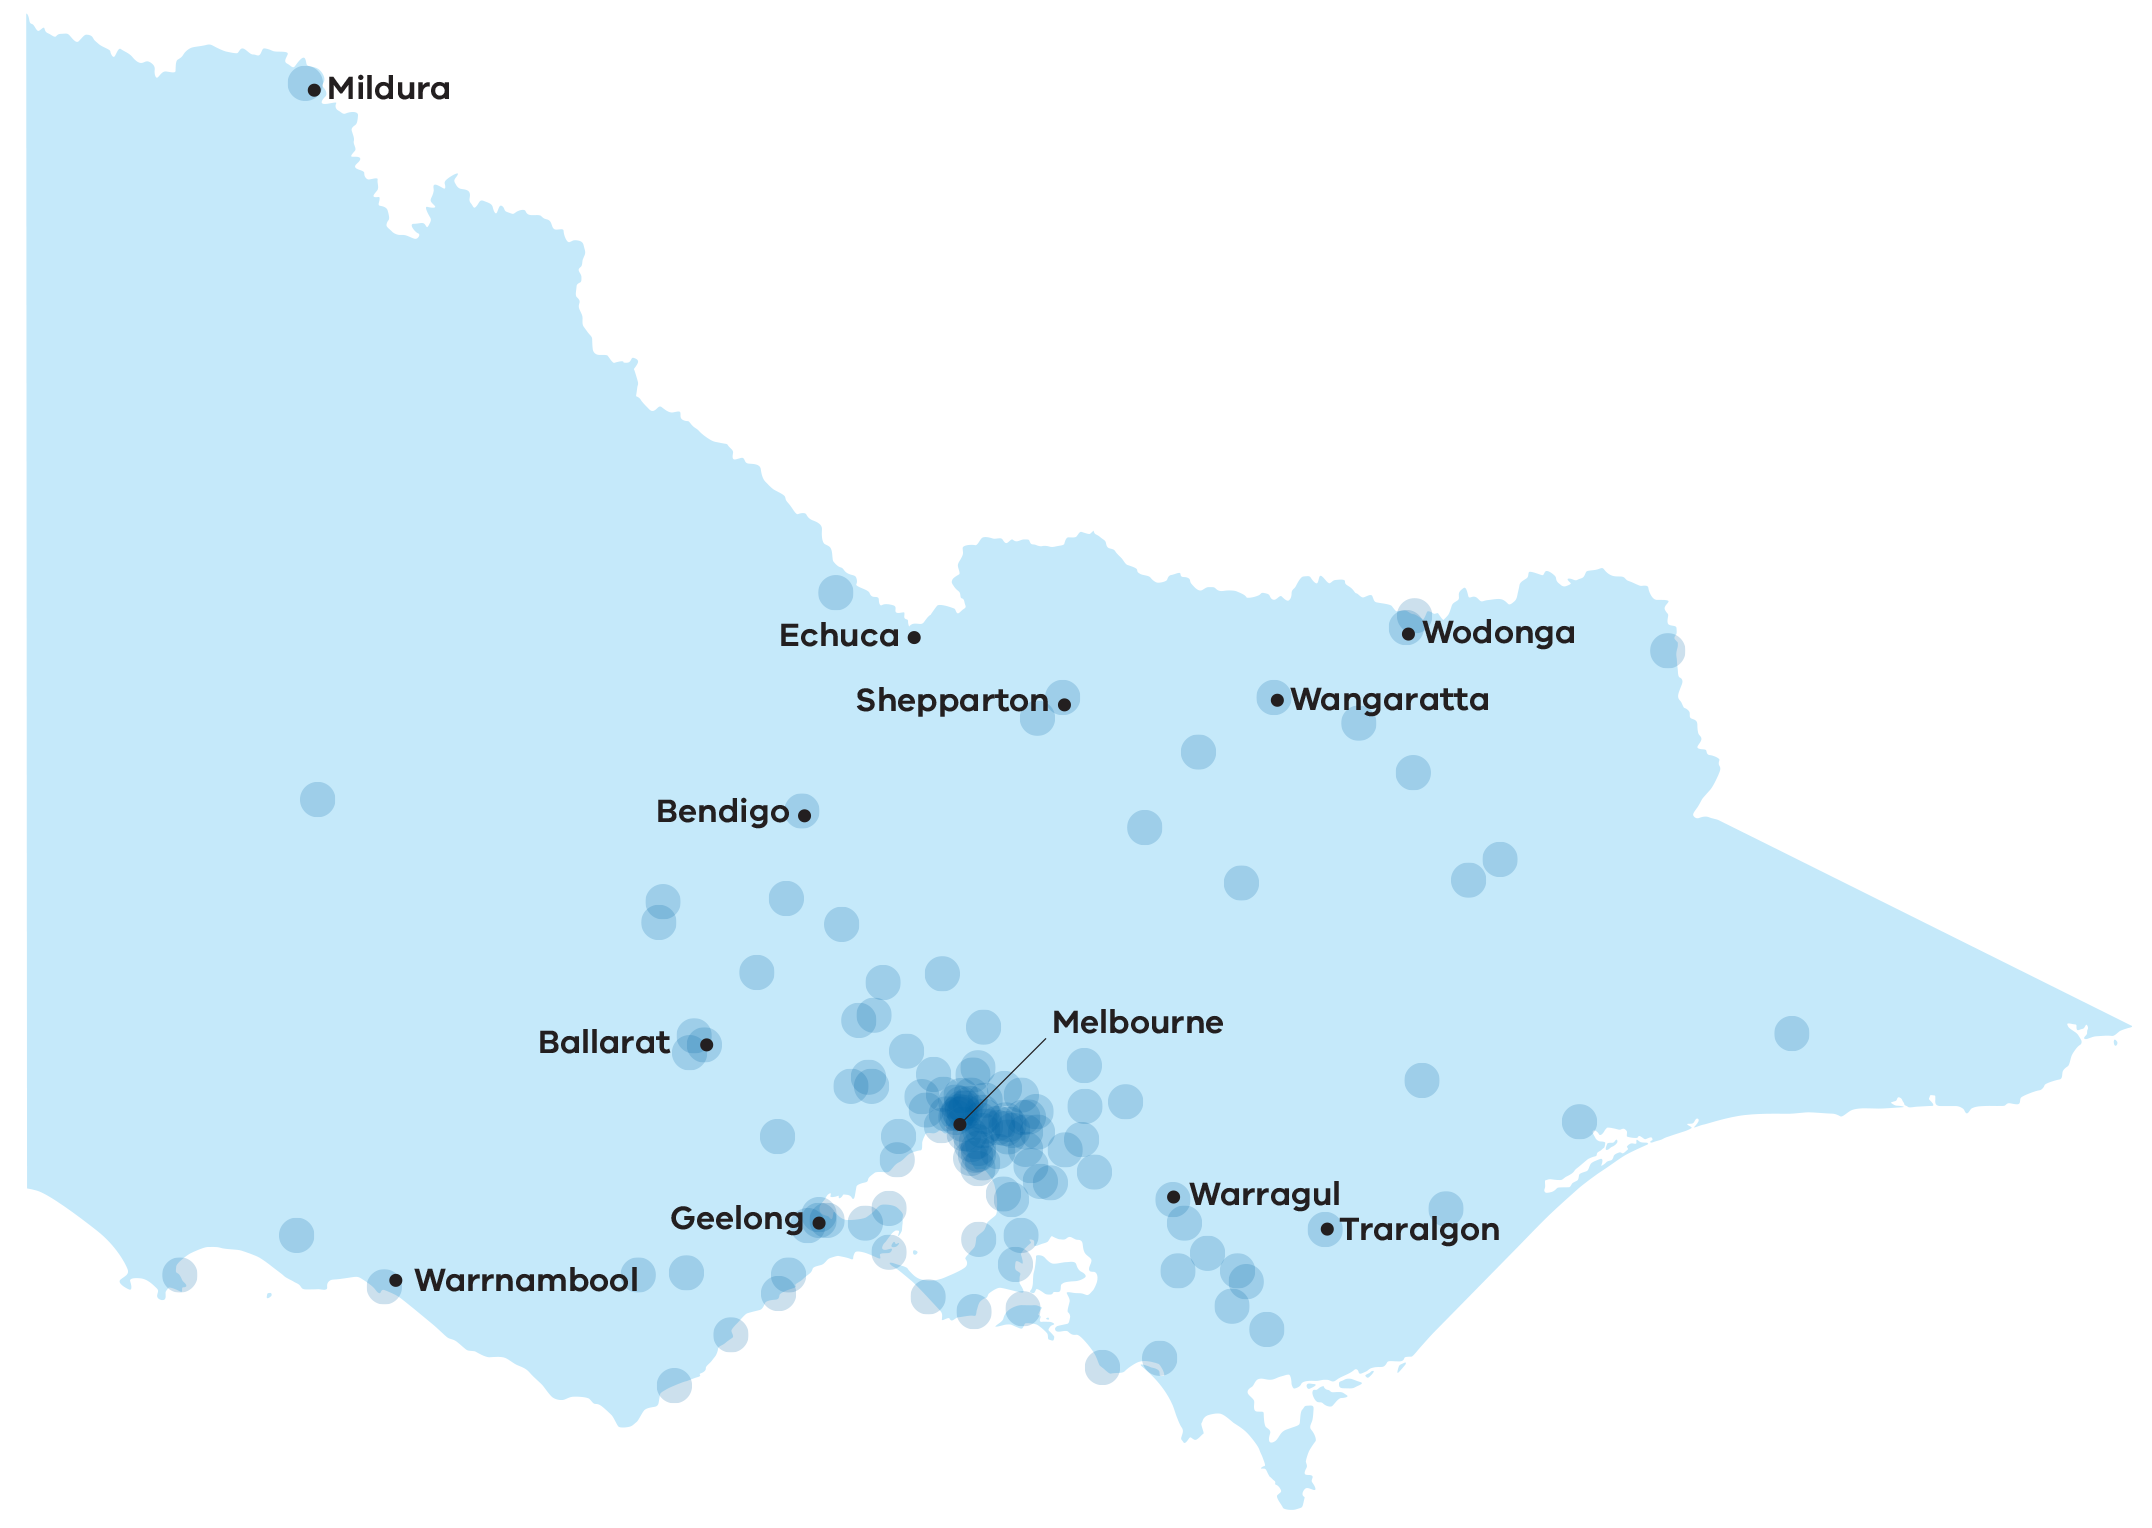 Mildura
Echuca
Wodonga
Shepparton
Wangaratta
Bendigo
Melbourne
Ballarat
Warragul
Geelong
Traralgon
Warrnambool